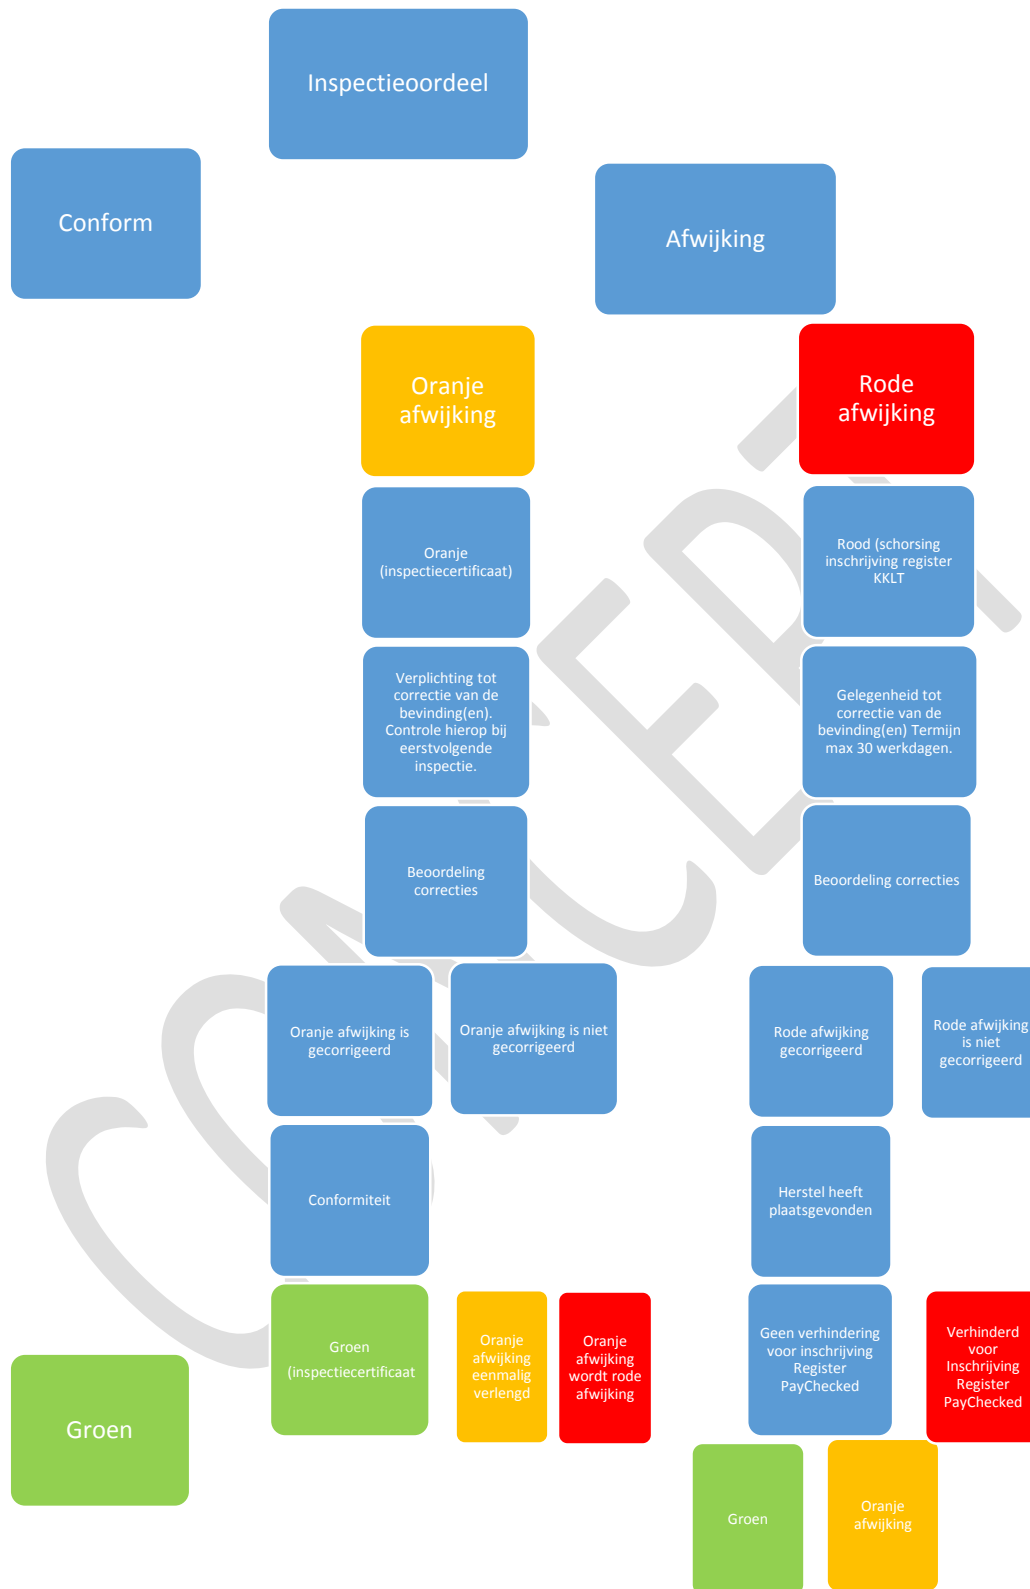 Inspectieoordeel
Conform
Afwijking
Oranje
afwijking
Rode
afwijking
Oranje
(inspectiecertificaat)
Rood (schorsing
inschrijving register
KKLT
Verplichting tot
correctie van de
bevinding(en).
Controle hierop bij
eerstvolgende
inspectie.
Gelegenheid tot
correctie van de
bevinding(en) Termijn
max 30 werkdagen.
Beoordeling
correcties
Beoordeling correcties
Oranje afwijking is
gecorrigeerd
Oranje afwijking is niet
gecorrigeerd
Rode afwijking
gecorrigeerd
Rode afwijking
is niet
gecorrigeerd
Conformiteit
Herstel heeft
plaatsgevonden
Groen
(inspectiecertificaat
Oranje
afwijking
eenmalig
verlengd
Oranje
afwijking
wordt rode
afwijking
Geen verhindering
voor inschrijving
Register
PayChecked
Verhinderd
voor
Inschrijving
Register
PayChecked
Groen
Groen
Oranje
afwijking
CONCEPT